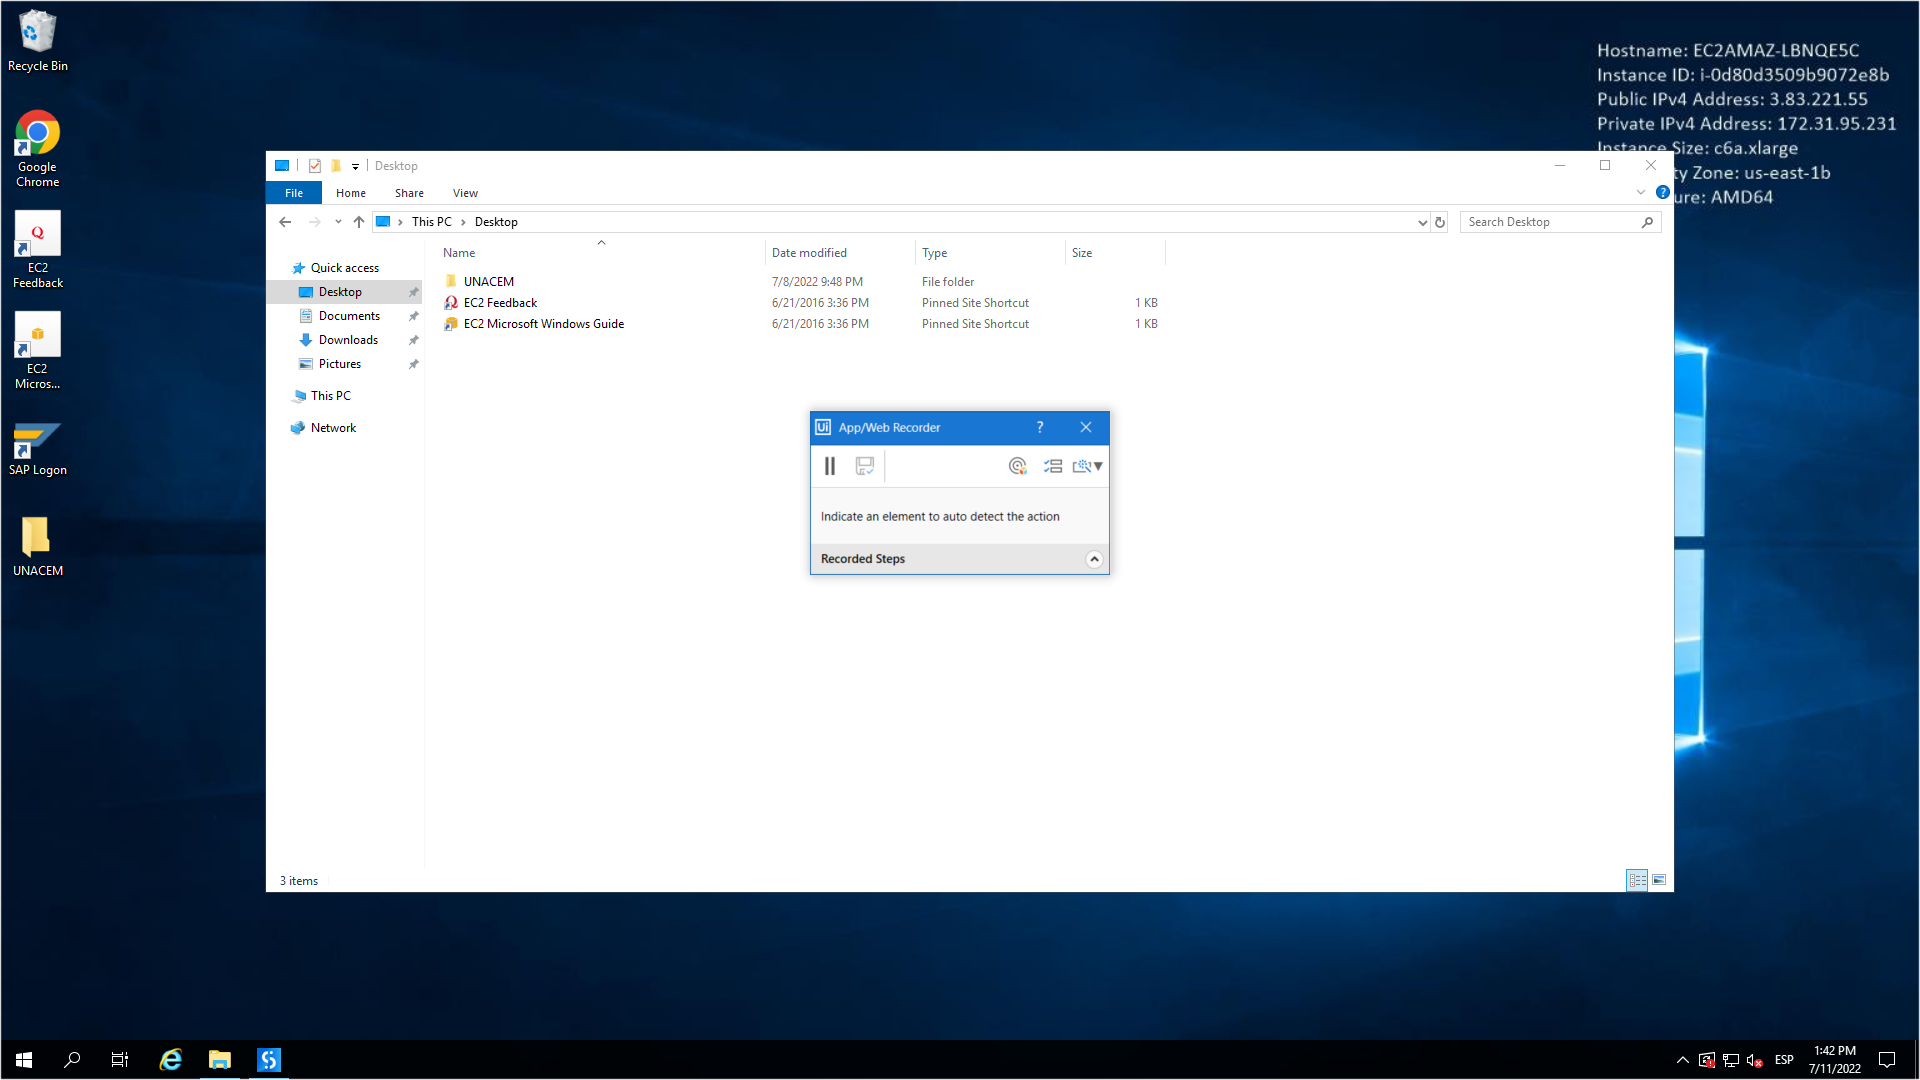 Recycle Bin
Google
Chrome
EC2
Feedback
EC2
Micros...
SAP Logon
UNACEM
Hostname: EC2AMAZ-LBNQE5C
Instance ID: i-0d80d3509b9072e8b
Public IPv4 Address: 3.83.221.55
Private IPv4 Address: 172.31.95.231
Instance Size: c6a.xlarge
ty Zone: us-east-1b
ure: AMD64
Desktop
File Home Share View
This PC > Desktop
Search Desktop
Name Date modified Type Size
UNACEM 7/8/2022 9:48 PM File folder
EC2 Feedback 6/21/2016 3:36 PM Pinned Site Shortcut 1 KB
EC2 Microsoft Windows Guide 6/21/2016 3:36 PM Pinned Site Shortcut 1 KB
Quick access
Desktop
Documents
Downloads
Pictures
This PC
Network
Ui App/Web Recorder ?
Indicate an element to auto detect the action
Recorded Steps
3 items
ESP
1:42 PM
7/11/2022